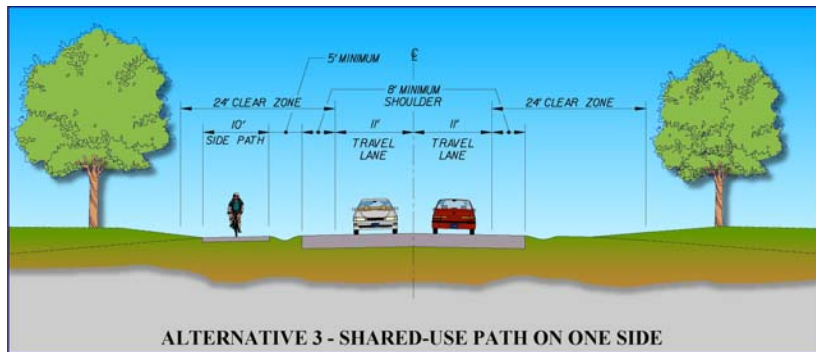 ℄
5' MINIMUM
24' CLEAR ZONE
8' MINIMUM
SHOULDER
24' CLEAR ZONE
10'
SIDE PATH
11'
TRAVEL
LANE
11'
TRAVEL
LANE
ALTERNATIVE 3 - SHARED-USE PATH ON ONE SIDE